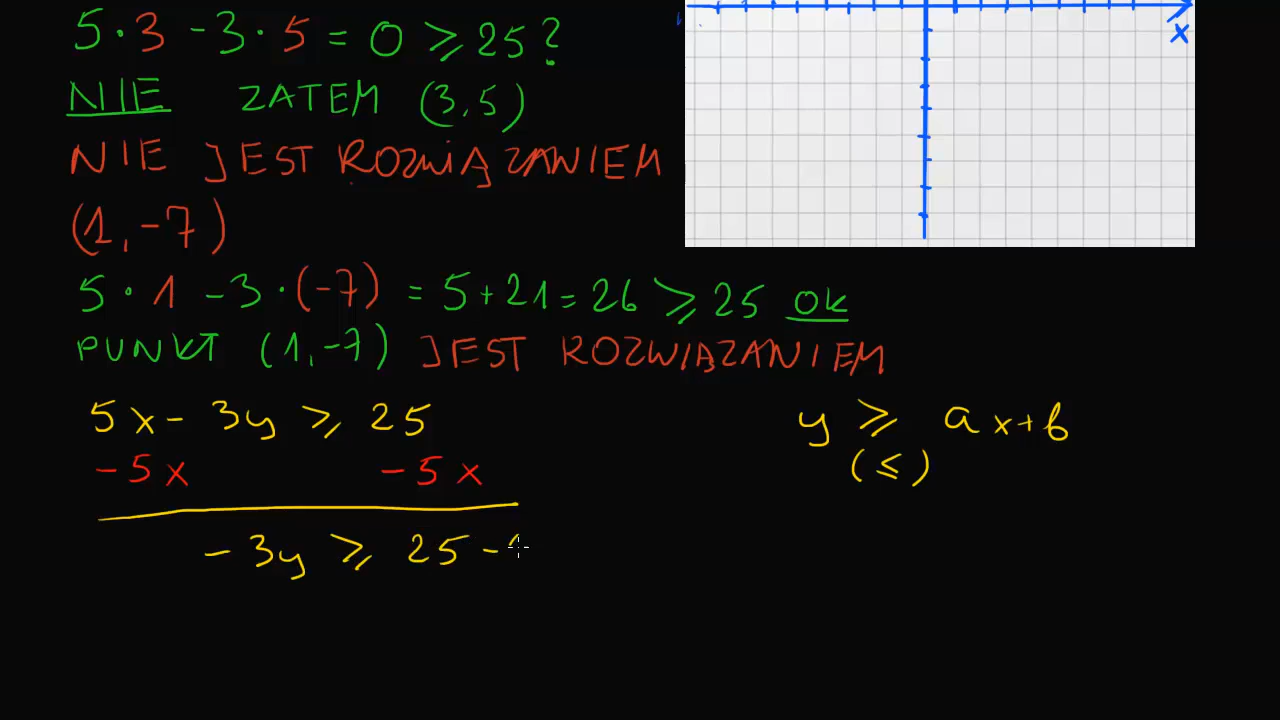 5·3 -3·5 = 0 ⩾ 25?
x
NIE ZATEM (3,5)
NIE JEST ROZWIĄZANIEM
(1,-7)
5·1 -3·(-7) = 5+21 = 26 ⩾ 25 OK
PUNKT (1,-7) JEST ROZWIĄZANIEM
5x - 3y ⩾ 25
y ⩾ ax+b
-5x -5x
(⩽)
-3y ⩾ 25 -